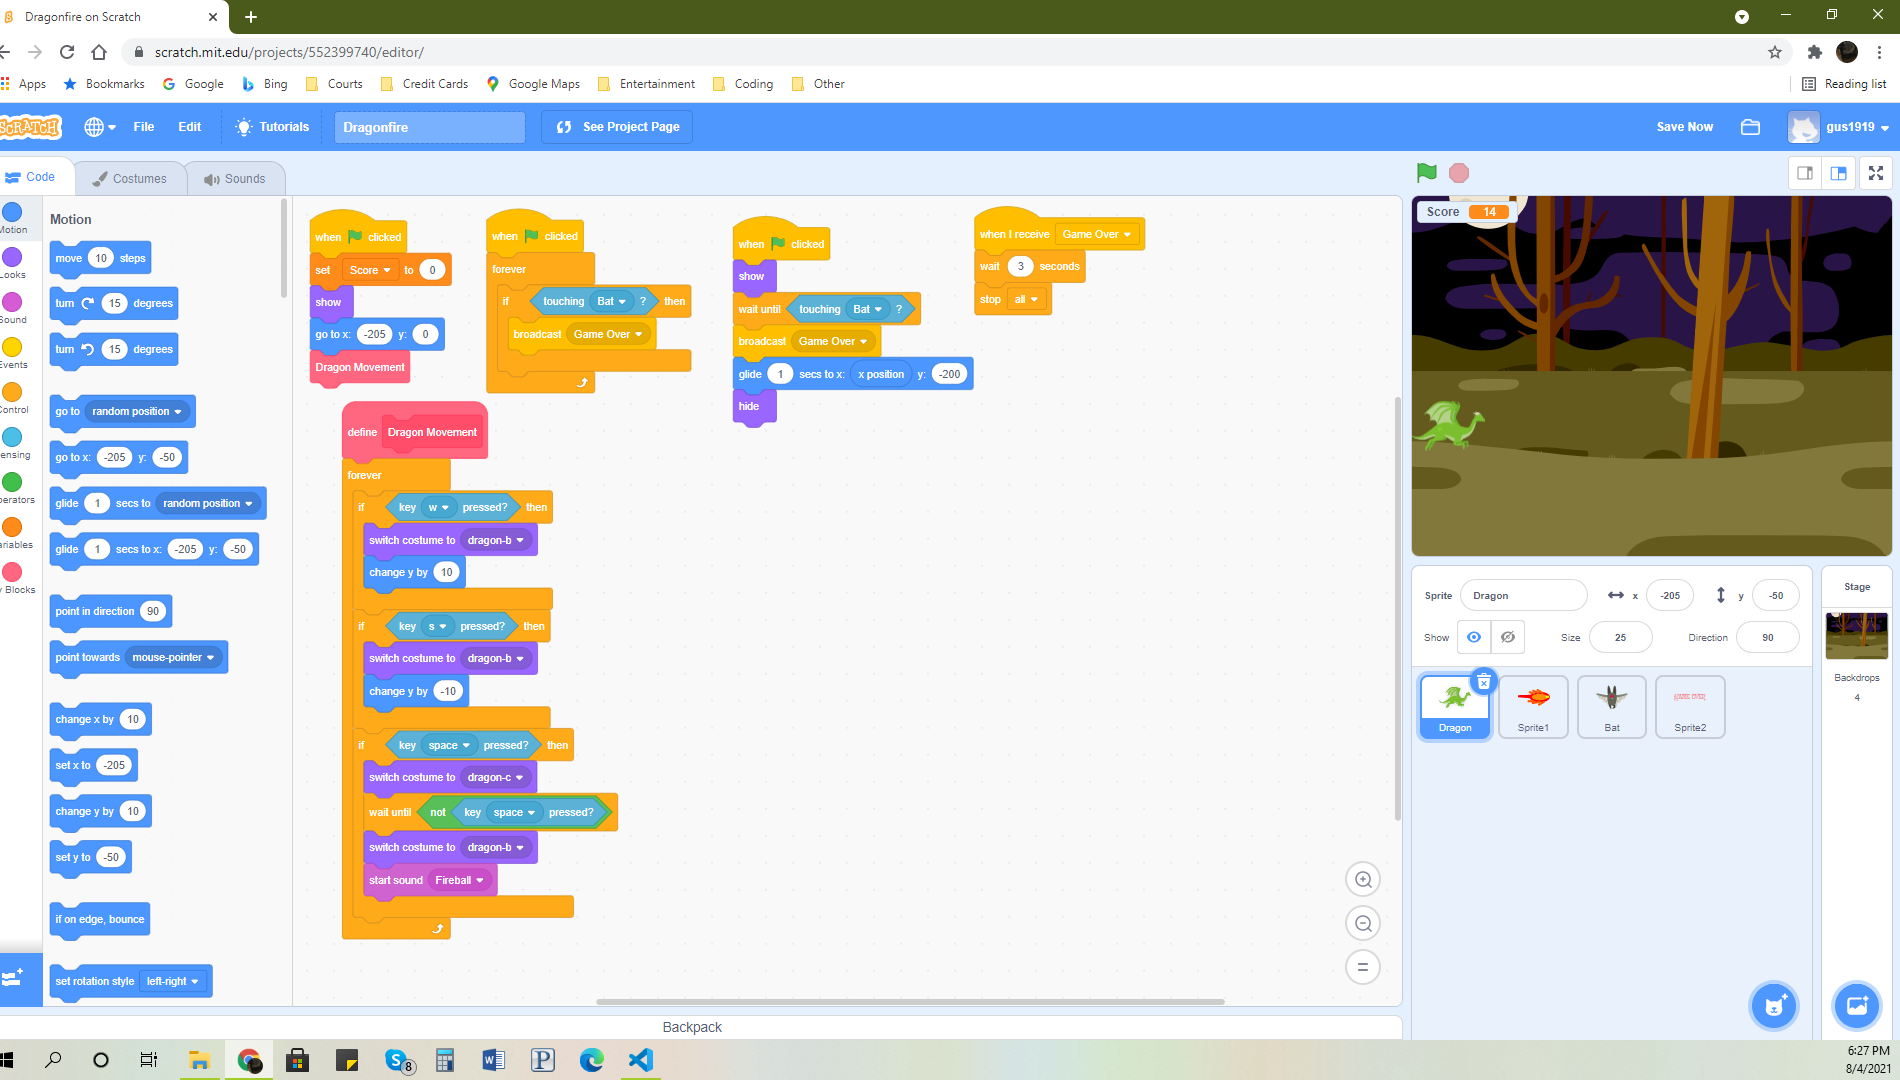 Dragonfire on Scratch
scratch.mit.edu/projects/552399740/editor/
Apps Bookmarks Google Bing Courts Credit Cards Google Maps Entertainment Coding Other Reading list
SCRATCH File Edit Tutorials Dragonfire See Project Page Save Now gus1919
Code Costumes Sounds
Motion
Looks
Sound
Events
Control
ensing
perators
ariables
y Blocks
Motion
move 10 steps
turn 15 degrees
turn 15 degrees
go to random position
go to x: -205 y: -50
glide 1 secs to random position
glide 1 secs to x: -205 y: -50
point in direction 90
point towards mouse-pointer
change x by 10
set x to -205
change y by 10
set y to -50
if on edge, bounce
set rotation style left-right
when clicked
set Score to 0
show
go to x: -205 y: 0
Dragon Movement
when clicked
forever
if touching Bat ? then
broadcast Game Over
when clicked
show
wait until touching Bat ?
broadcast Game Over
glide 1 secs to x: x position y: -200
hide
when I receive Game Over
wait 3 seconds
stop all
define Dragon Movement
forever
if key w pressed? then
switch costume to dragon-b
change y by 10
if key s pressed? then
switch costume to dragon-b
change y by -10
if key space pressed? then
switch costume to dragon-c
wait until not key space pressed?
switch costume to dragon-b
start sound Fireball
Score 14
Sprite Dragon x -205 y -50
Show Size 25 Direction 90
GAME OVER!
Dragon Sprite1 Bat Sprite2
Stage
Backdrops
4
Backpack
8
6:27 PM
8/4/2021